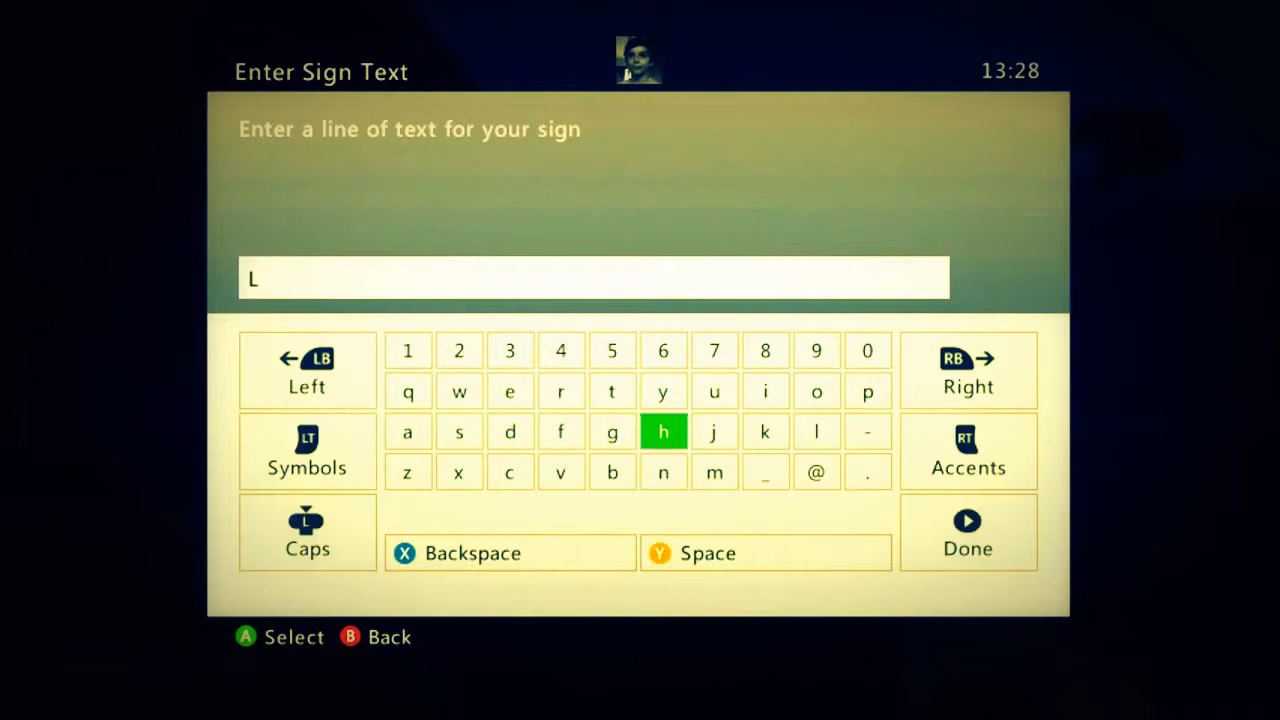 Enter Sign Text
13:28
Enter a line of text for your sign
L
LB
Left
1 2 3 4 5 6 7 8 9 0
RB
Right
q w e r t y u i o p
LT
Symbols
a s d f g h j k l -
RT
Accents
z x c v b n m _ @ .
L
Caps
X Backspace
Y Space
Done
A Select B Back